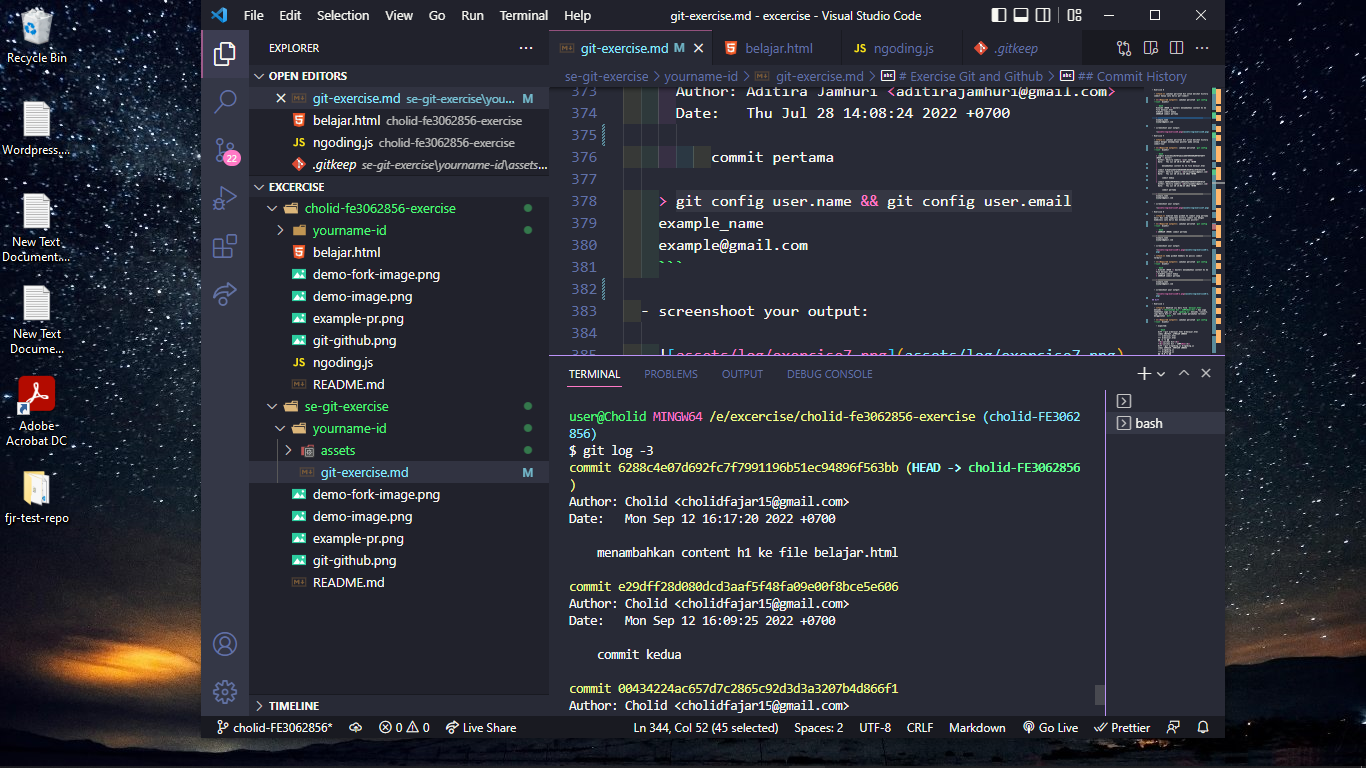 Recycle Bin
Wordpress....
New Text
Document...
New Text
Docume...
Adobe
Acrobat DC
fjr-test-repo
File Edit Selection View Go Run Terminal Help
git-exercise.md - excercise - Visual Studio Code
EXPLORER
OPEN EDITORS
git-exercise.md se-git-exercise\you... M
belajar.html cholid-fe3062856-exercise
JS ngoding.js cholid-fe3062856-exercise
.gitkeep se-git-exercise\yourname-id\assets...
22
EXCERCISE
cholid-fe3062856-exercise
yourname-id
belajar.html
demo-fork-image.png
demo-image.png
example-pr.png
git-github.png
JS ngoding.js
README.md
se-git-exercise
yourname-id
assets
git-exercise.md M
demo-fork-image.png
demo-image.png
example-pr.png
git-github.png
README.md
TIMELINE
git-exercise.md M
belajar.html
JS ngoding.js
.gitkeep
se-git-exercise > yourname-id > git-exercise.md > # Exercise Git and Github > ## Commit History
373 Author: Aditira Jamhuri <aditirajamhuri@gmail.com>
374 Date: Thu Jul 28 14:08:24 2022 +0700
375
376 commit pertama
377
378 > git config user.name && git config user.email
379 example_name
380 example@gmail.com
381 ```
382
383 - screenshoot your output:
384
385 ![assets/log/exercise7.png](assets/log/exercise7.png)
TERMINAL PROBLEMS OUTPUT DEBUG CONSOLE
bash
user@Cholid MINGW64 /e/excercise/cholid-fe3062856-exercise (cholid-FE3062
856)
$ git log -3
commit 6288c4e07d692fc7f7991196b51ec94896f563bb (HEAD -> cholid-FE3062856
)
Author: Cholid <cholidfajar15@gmail.com>
Date: Mon Sep 12 16:17:20 2022 +0700
menambahkan content h1 ke file belajar.html
commit e29dff28d080dcd3aaf5f48fa09e00f8bce5e606
Author: Cholid <cholidfajar15@gmail.com>
Date: Mon Sep 12 16:09:25 2022 +0700
commit kedua
commit 00434224ac657d7c2865c92d3d3a3207b4d866f1
Author: Cholid <cholidfajar15@gmail.com>
cholid-FE3062856* 0 0 Live Share
Ln 344, Col 52 (45 selected) Spaces: 2 UTF-8 CRLF Markdown Go Live Prettier